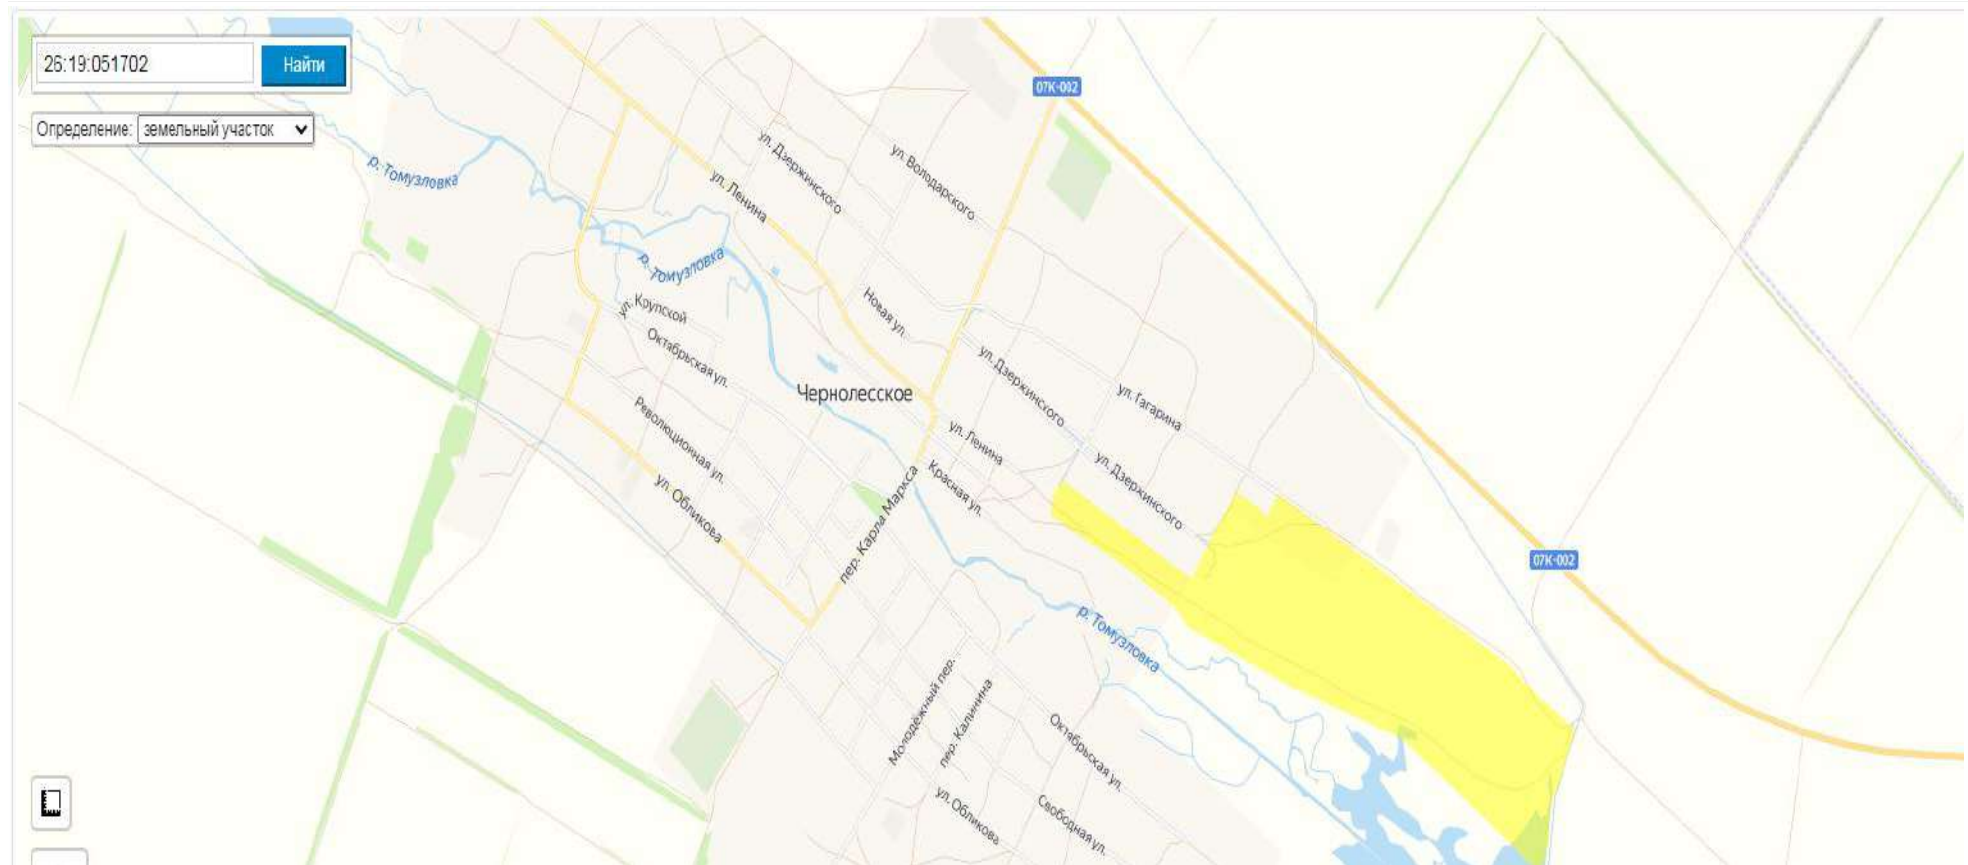 26:19:051702
Найти
07К-002
Определение: земельный участок
ул. Дзержинского
ул. Володарского
р. Томузловка
ул. Ленина
р. Томузловка
Новая ул.
ул. Крупской
Октябрьская ул.
ул. Дзержинского
Чернолесское
ул. Гагарина
Революционная ул.
ул. Ленина
ул. Дзержинского
Красная ул.
ул. Обликова
пер. Карла Маркса
07К-002
р. Томузловка
Молодёжный пер.
пер. Калинина
Октябрьская ул.
ул. Обликова
Свободная ул.